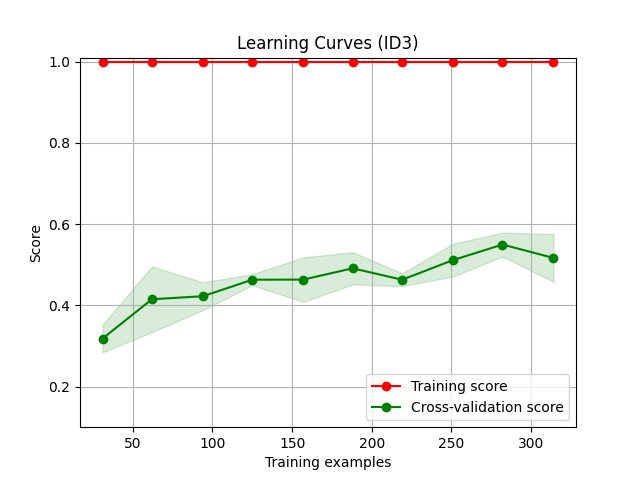 Learning Curves (ID3)
1.0
0.8
0.6
0.4
0.2
Score
50
100
150
200
250
300
Training examples
Training score
Cross-validation score